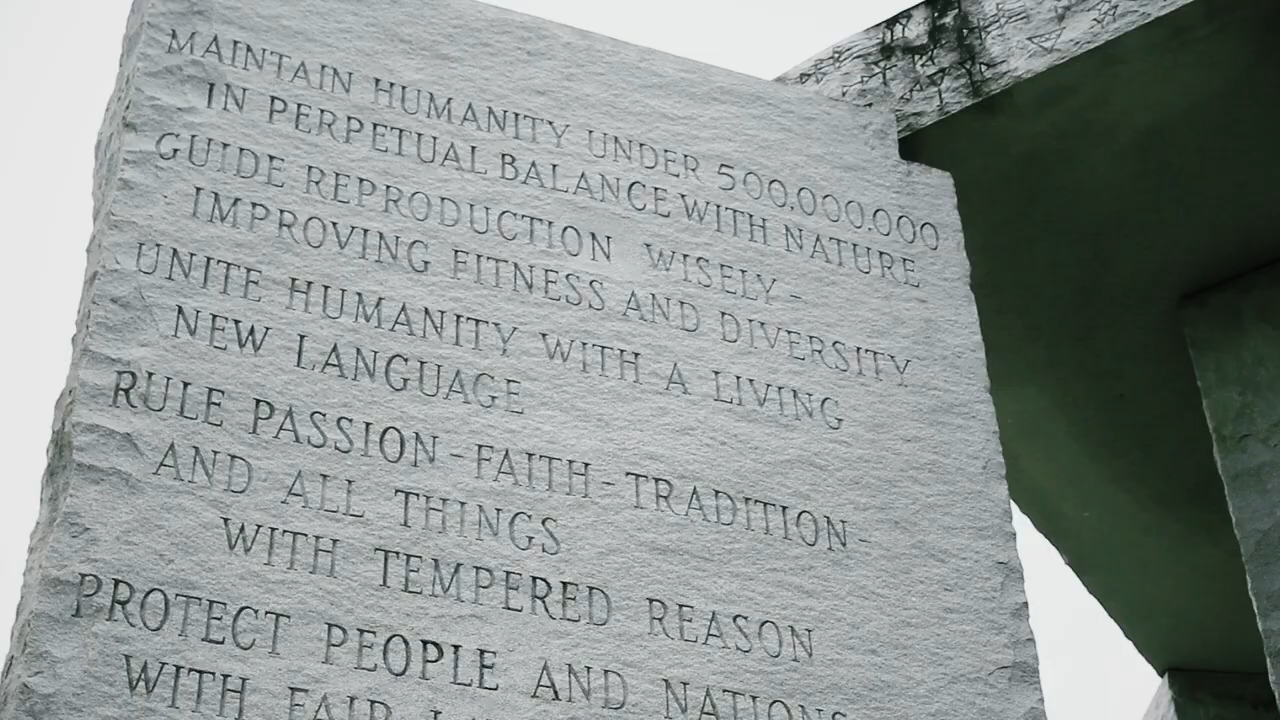 MAINTAIN HUMANITY UNDER 500,000,000
IN PERPETUAL BALANCE WITH NATURE
GUIDE REPRODUCTION WISELY -
IMPROVING FITNESS AND DIVERSITY
UNITE HUMANITY WITH A LIVING
NEW LANGUAGE
RULE PASSION - FAITH - TRADITION -
AND ALL THINGS
WITH TEMPERED REASON
PROTECT PEOPLE AND NATIONS
WITH FAIR